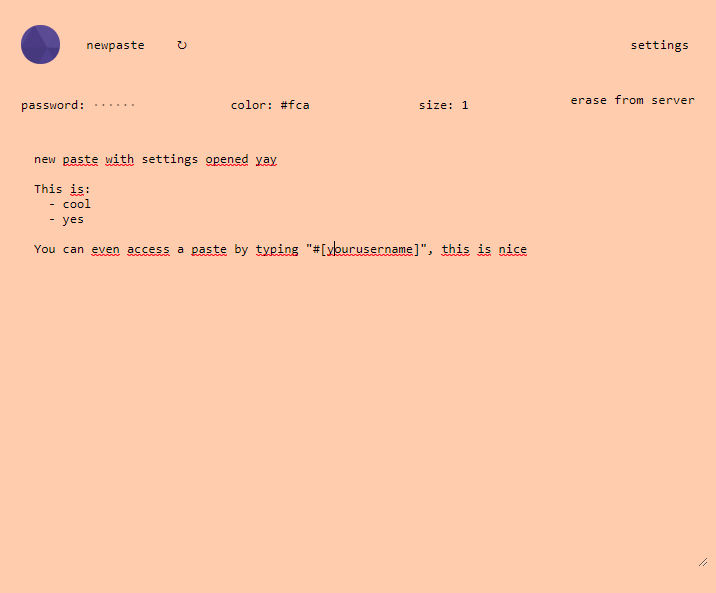 newpaste ↻ settings
password: ······ color: #fca size: 1 erase from server
new paste with settings opened yay
This is:
- cool
- yes
You can even access a paste by typing "#[yourusername]", this is nice